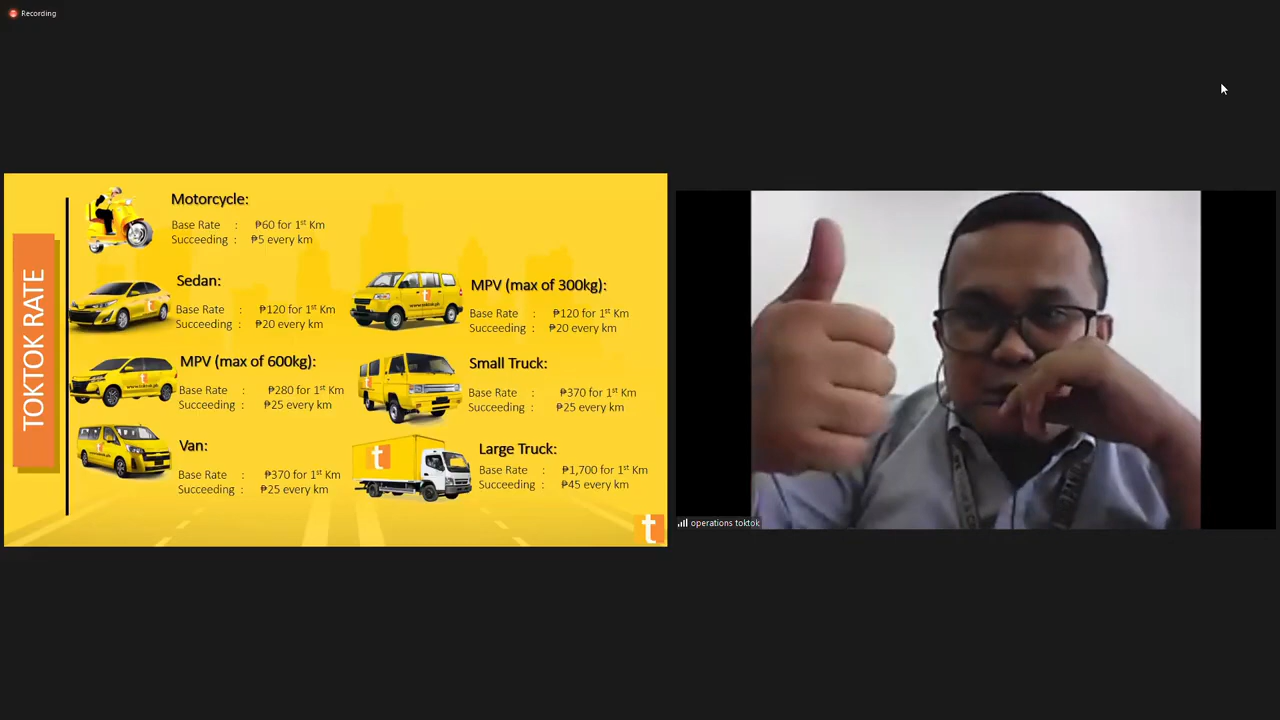 Recording
TOKTOK RATE
Motorcycle:
Base Rate : ₱60 for 1st Km
Succeeding : ₱5 every km
Sedan:
Base Rate : ₱120 for 1st Km
Succeeding : ₱20 every km
MPV (max of 300kg):
Base Rate : ₱120 for 1st Km
Succeeding : ₱20 every km
MPV (max of 600kg):
Base Rate : ₱280 for 1st Km
Succeeding : ₱25 every km
Small Truck:
Base Rate : ₱370 for 1st Km
Succeeding : ₱25 every km
Van:
Base Rate : ₱370 for 1st Km
Succeeding : ₱25 every km
Large Truck:
Base Rate : ₱1,700 for 1st Km
Succeeding : ₱45 every km
t
operations toktok